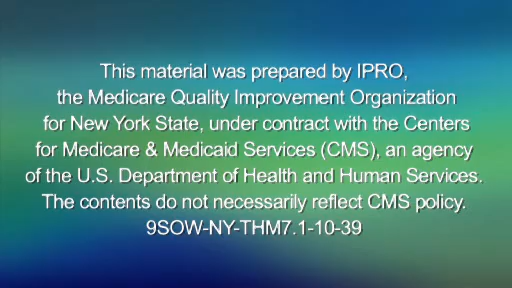 This material was prepared by IPRO,
the Medicare Quality Improvement Organization
for New York State, under contract with the Centers
for Medicare & Medicaid Services (CMS), an agency
of the U.S. Department of Health and Human Services.
The contents do not necessarily reflect CMS policy.
9SOW-NY-THM7.1-10-39